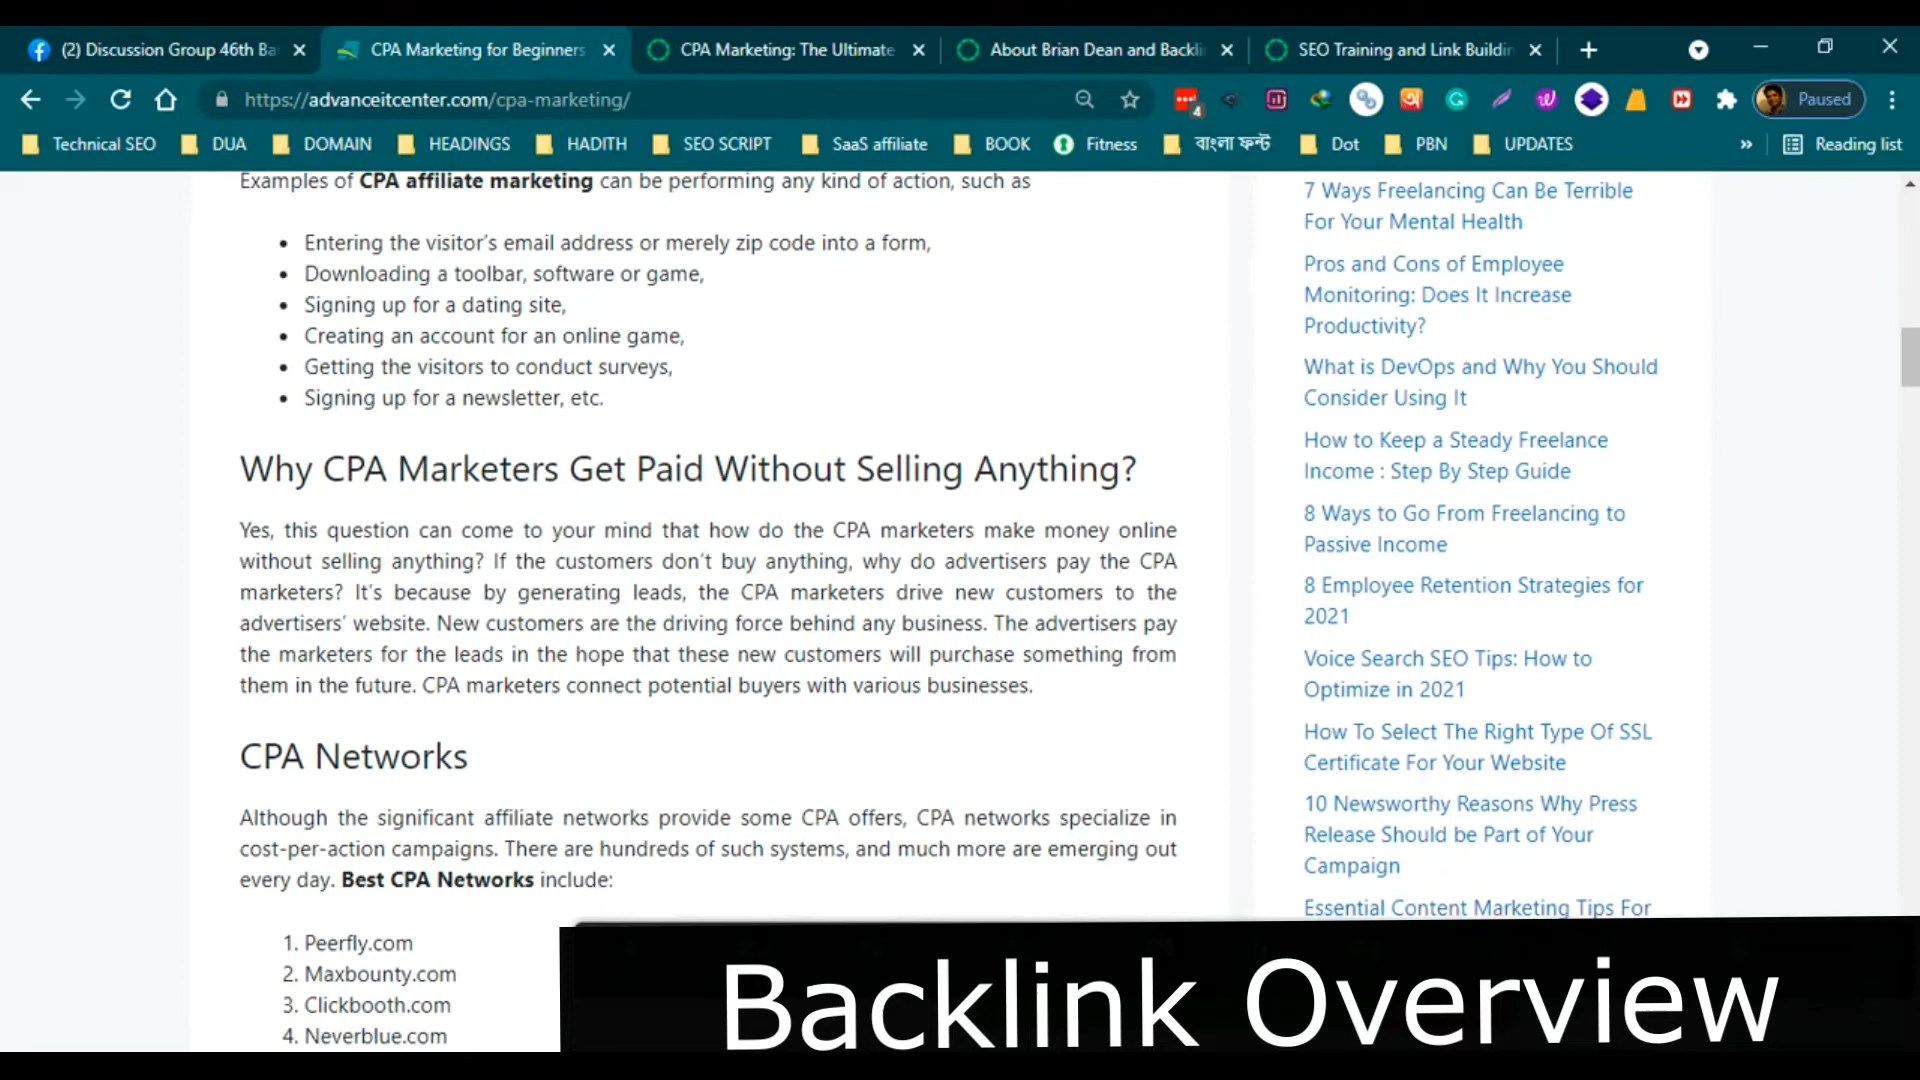 (2) Discussion Group 46th Ba
CPA Marketing for Beginners
CPA Marketing: The Ultimate
About Brian Dean and Backli
SEO Training and Link Buildin
https://advanceitcenter.com/cpa-marketing/
4
Paused
Technical SEO
DUA
DOMAIN
HEADINGS
HADITH
SEO SCRIPT
SaaS affiliate
BOOK
Fitness
বাংলা ফন্ট
Dot
PBN
UPDATES
Reading list
Examples of CPA affiliate marketing can be performing any kind of action, such as
• Entering the visitor's email address or merely zip code into a form,
• Downloading a toolbar, software or game,
• Signing up for a dating site,
• Creating an account for an online game,
• Getting the visitors to conduct surveys,
• Signing up for a newsletter, etc.
Why CPA Marketers Get Paid Without Selling Anything?
Yes, this question can come to your mind that how do the CPA marketers make money online
without selling anything? If the customers don't buy anything, why do advertisers pay the CPA
marketers? It's because by generating leads, the CPA marketers drive new customers to the
advertisers' website. New customers are the driving force behind any business. The advertisers pay
the marketers for the leads in the hope that these new customers will purchase something from
them in the future. CPA marketers connect potential buyers with various businesses.
CPA Networks
Although the significant affiliate networks provide some CPA offers, CPA networks specialize in
cost-per-action campaigns. There are hundreds of such systems, and much more are emerging out
every day. Best CPA Networks include:
1. Peerfly.com
2. Maxbounty.com
3. Clickbooth.com
4. Neverblue.com
7 Ways Freelancing Can Be Terrible
For Your Mental Health
Pros and Cons of Employee
Monitoring: Does It Increase
Productivity?
What is DevOps and Why You Should
Consider Using It
How to Keep a Steady Freelance
Income : Step By Step Guide
8 Ways to Go From Freelancing to
Passive Income
8 Employee Retention Strategies for
2021
Voice Search SEO Tips: How to
Optimize in 2021
How To Select The Right Type Of SSL
Certificate For Your Website
10 Newsworthy Reasons Why Press
Release Should be Part of Your
Campaign
Essential Content Marketing Tips For
Backlink Overview